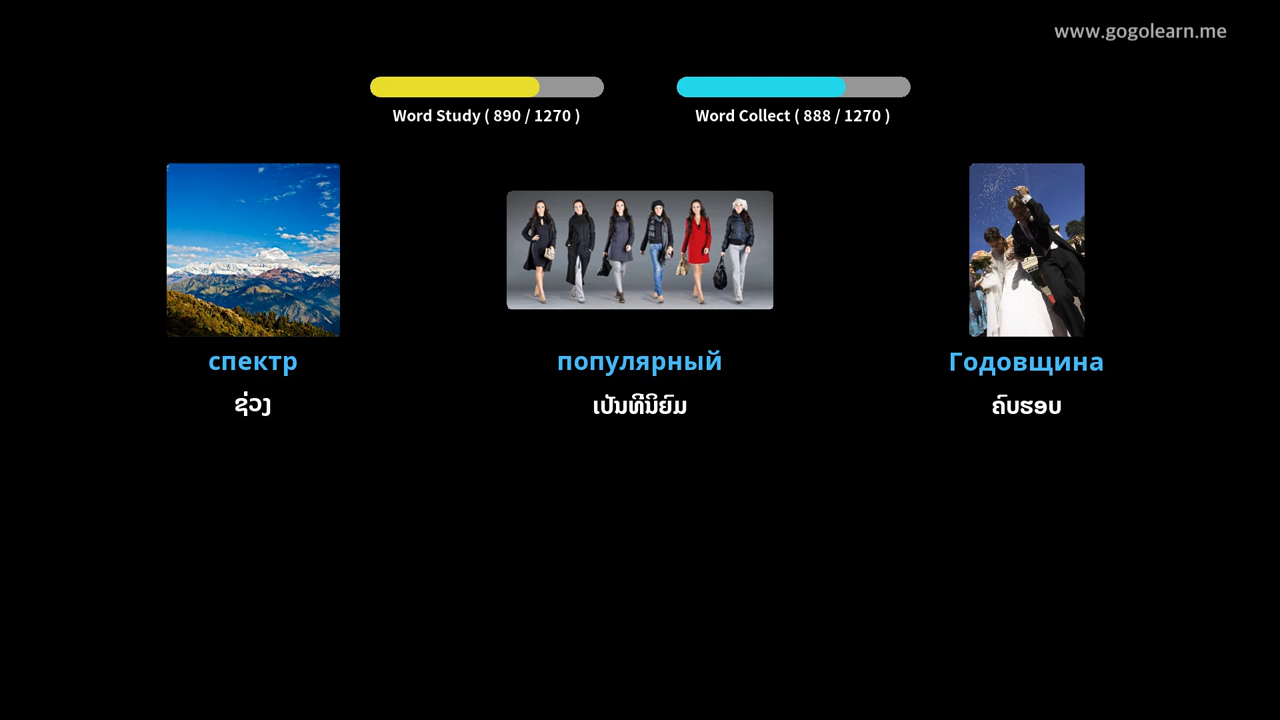 www.gogolearn.me
Word Study ( 890 / 1270 )
Word Collect ( 888 / 1270 )
спектр
популярный
Годовщина
ຊ່ວງ
ເປັນທີນິຍົມ
ຄົບຮອບ